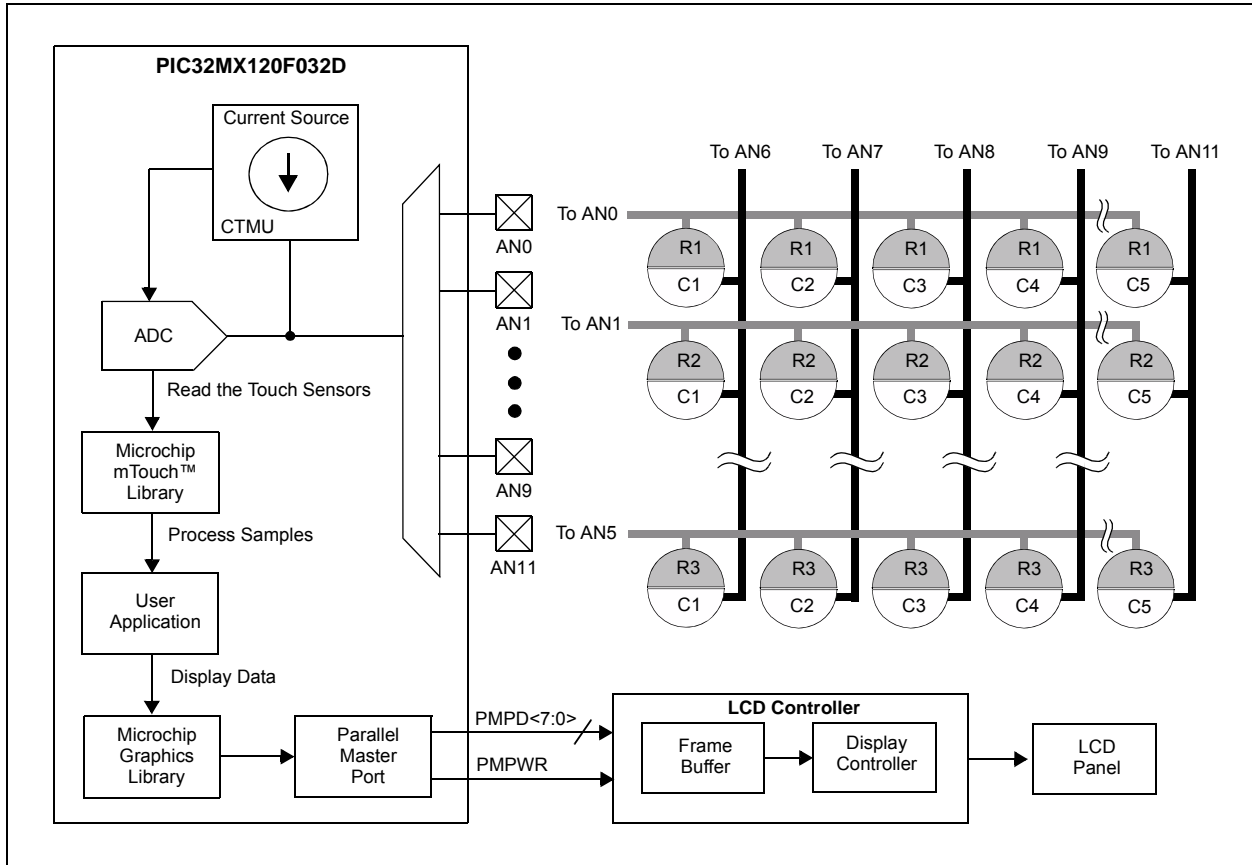 PIC32MX120F032D
Current Source
CTMU
ADC
Read the Touch Sensors
Microchip
mTouch™
Library
Process Samples
User
Application
Display Data
Microchip
Graphics
Library
Parallel
Master
Port
AN0
AN1
AN9
AN11
To AN6
To AN7
To AN8
To AN9
To AN11
To AN0
R1
R1
R1
R1
R1
C1
C2
C3
C4
C5
To AN1
R2
R2
R2
R2
R2
C1
C2
C3
C4
C5
To AN5
R3
R3
R3
R3
R3
C1
C2
C3
C4
C5
PMPD<7:0>
PMPWR
LCD Controller
Frame
Buffer
Display
Controller
LCD
Panel